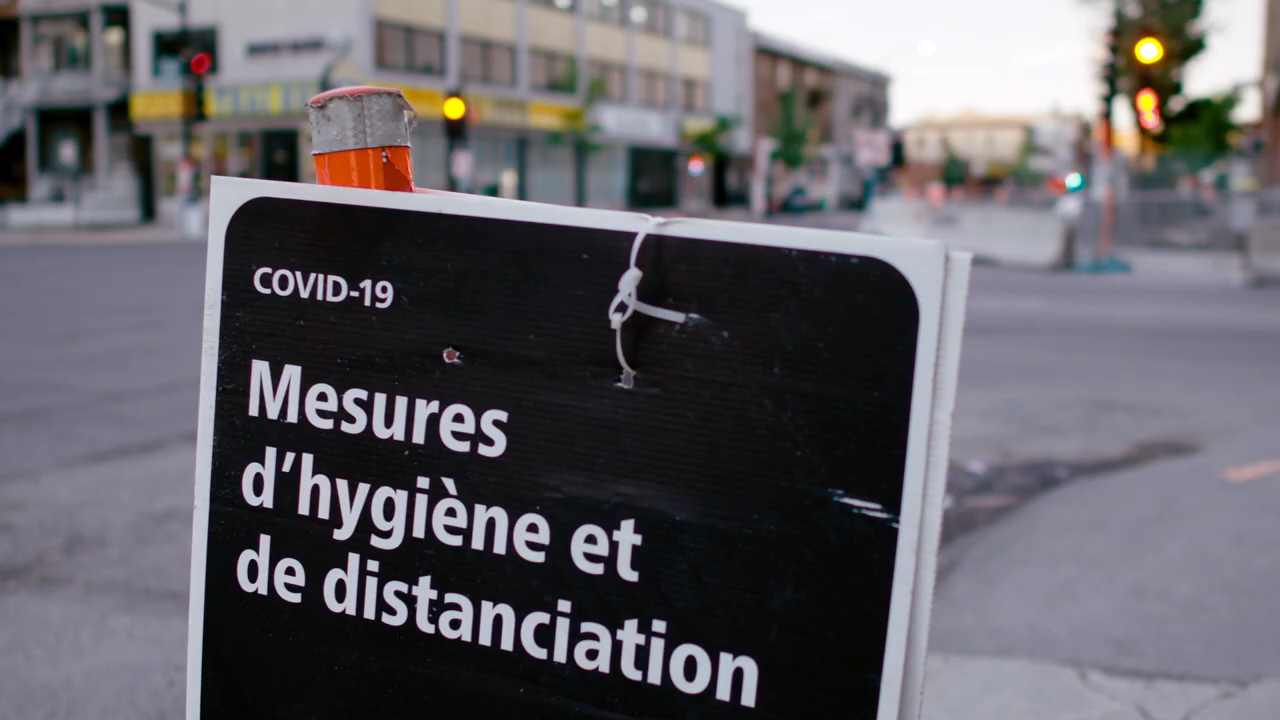 COVID-19
Mesures
d’hygiène et
de distanciation